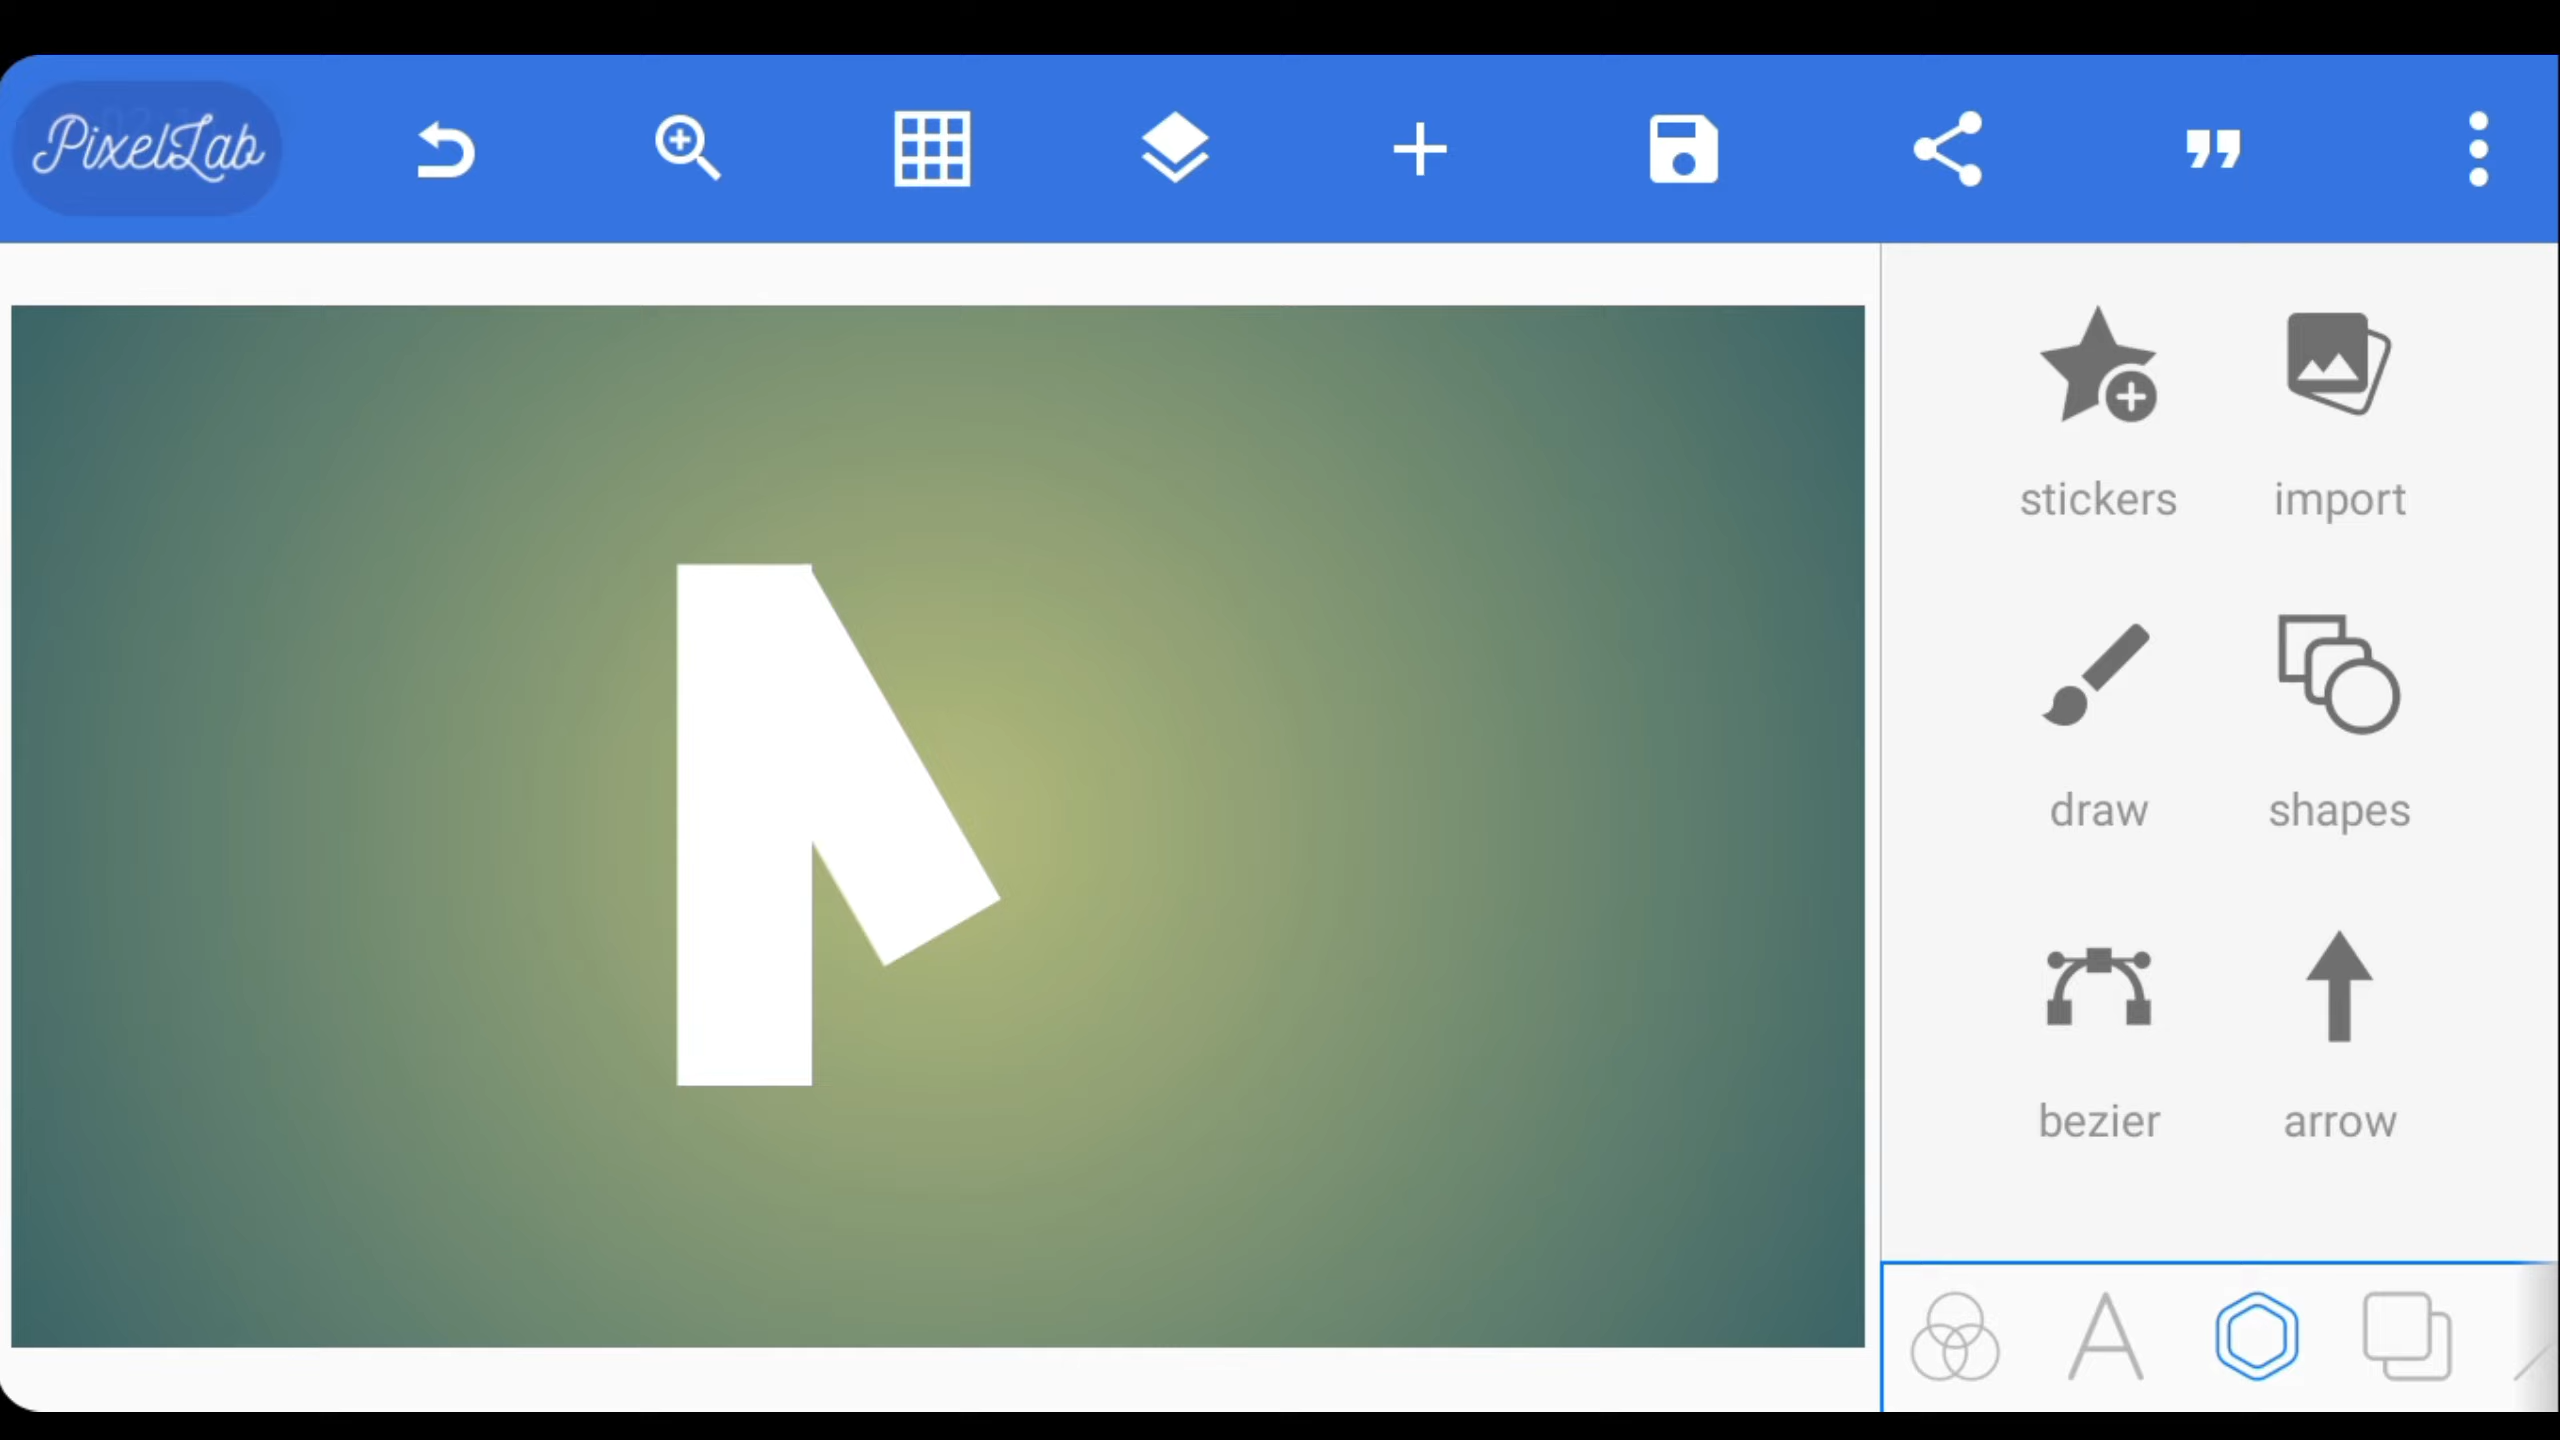 PixelLab
stickers
import
draw
shapes
bezier
arrow